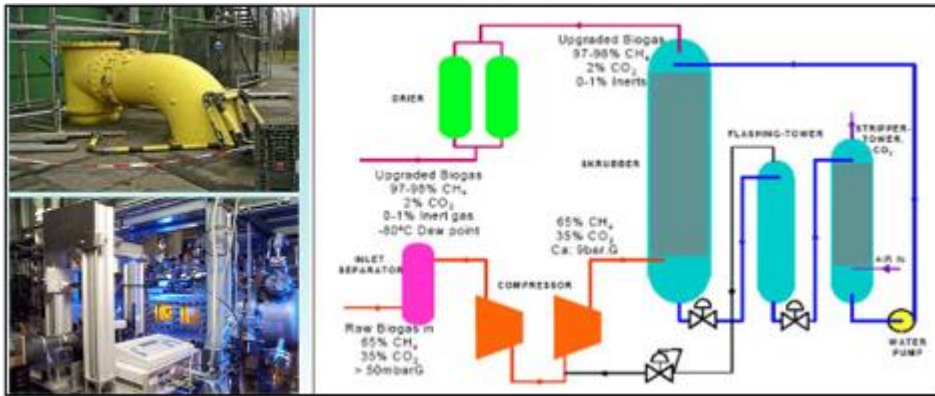 Upgraded Biogas
97-98% CH₄
2% CO₂
0-1% Inerts
DRIER
STRIPPER-
TOWER,
CO₂
FLASHING-TOWER
SKRUBBER
Upgraded Biogas
97-98% CH₄
2% CO₂
0-1% Inert gas
-80ºC Dew point
65% CH₄
35% CO₂
Ca: 9bar.G
AIR IN
INLET
SEPARATOR
COMPRESSOR
Raw Biogas in
65% CH₄
35% CO₂
> 50mbarG
WATER
PUMP